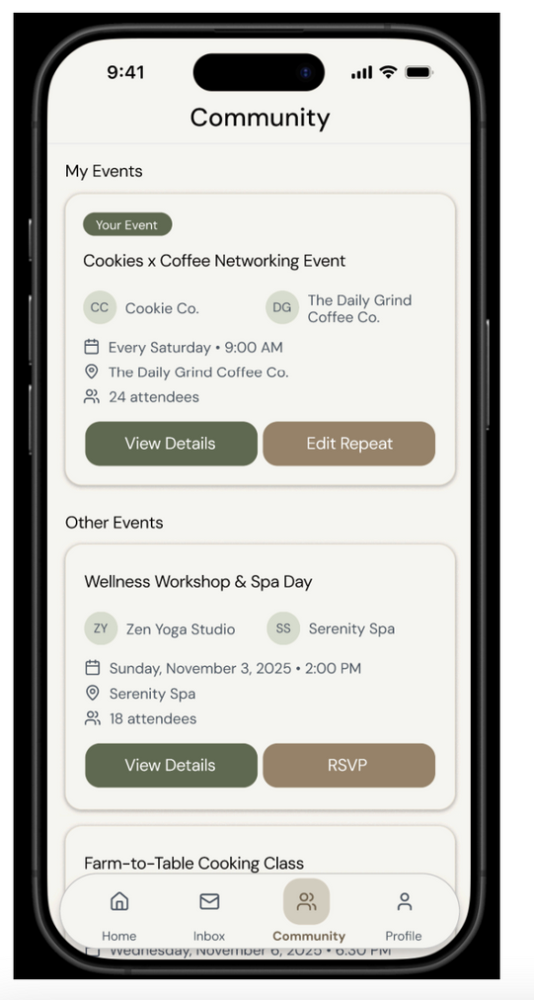 9:41
Community
My Events
Your Event
Cookies x Coffee Networking Event
CC Cookie Co.
DG The Daily Grind
Coffee Co.
Every Saturday • 9:00 AM
The Daily Grind Coffee Co.
24 attendees
View Details
Edit Repeat
Other Events
Wellness Workshop & Spa Day
ZY Zen Yoga Studio
SS Serenity Spa
Sunday, November 3, 2025 • 2:00 PM
Serenity Spa
18 attendees
View Details
RSVP
Farm-to-Table Cooking Class
Home
Inbox
Community
Profile
Wednesday, November 6, 2025 • 6:30 PM